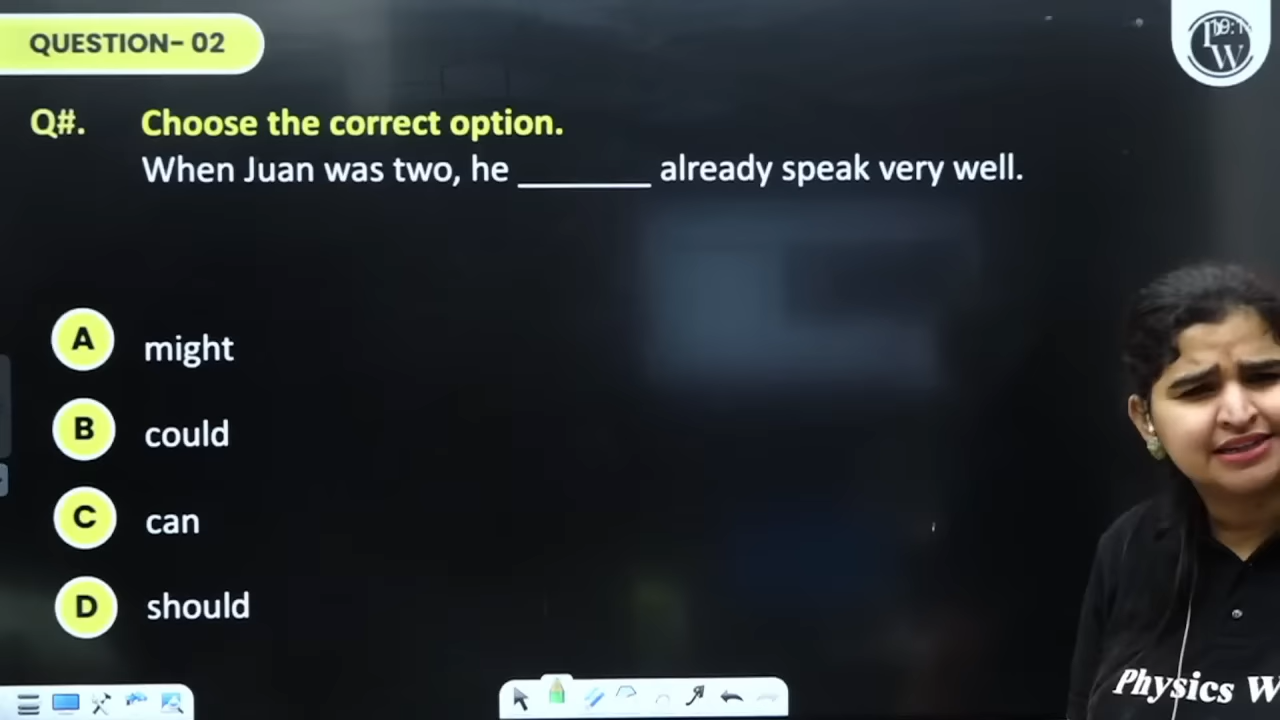 QUESTION- 02
Q#. Choose the correct option.
When Juan was two, he ________ already speak very well.
A might
B could
C can
D should
Physics W